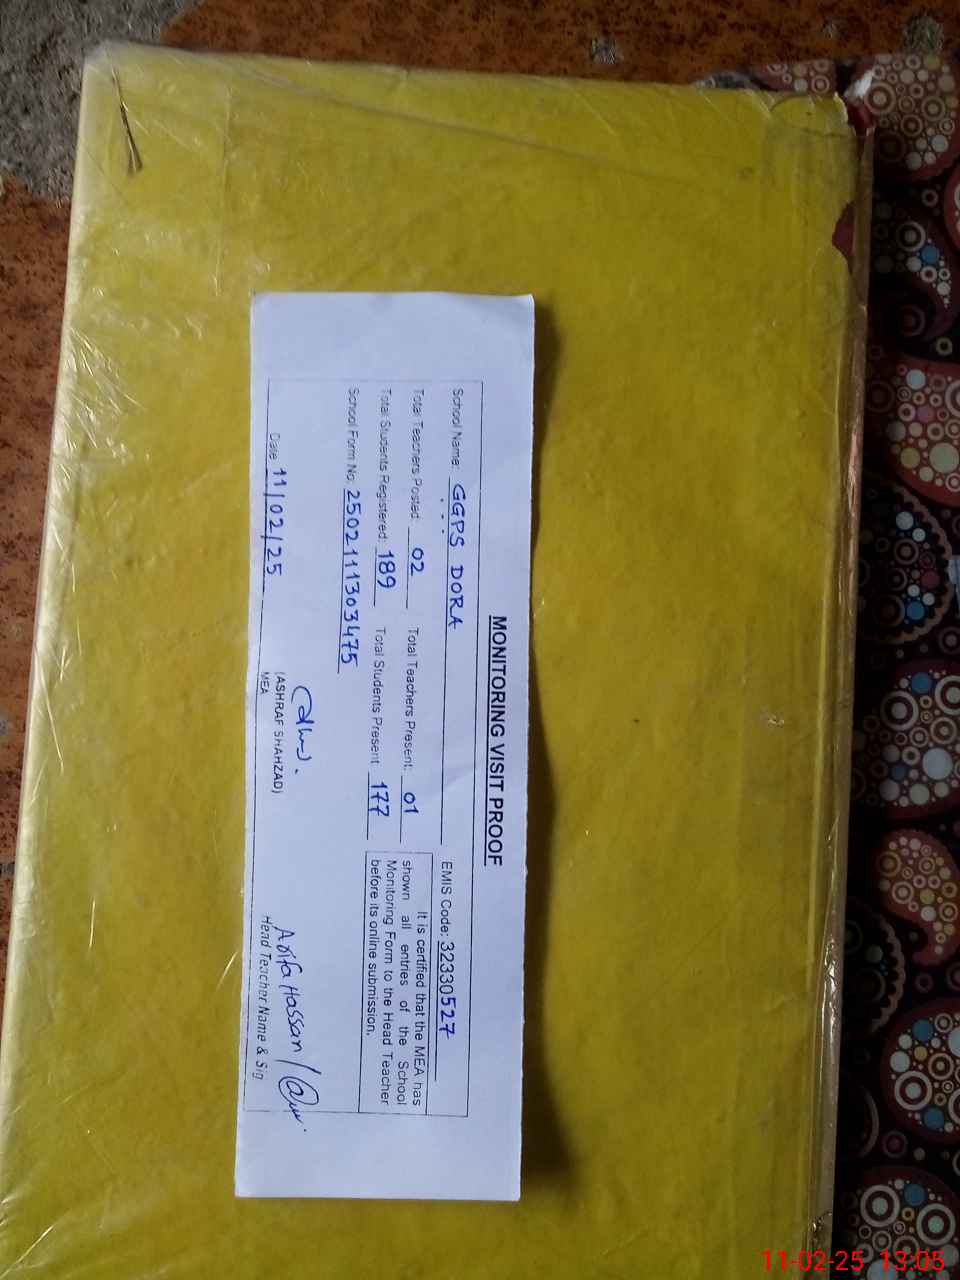 MONITORING VISIT PROOF
School Name: GGPS DORA EMIS Code: 32330527
Total Teachers Posted: 02 Total Teachers Present: 01
Total Students Registered: 189 Total Students Present: 177
School Form No: 2502111303475
It is certified that the MEA has
shown all entries of the School
Monitoring Form to the Head Teacher
before its online submission.
Date 11/02/25
(ASHRAF SHAHZAD)
MEA
Hassan
Head Teacher Name & Sig
11-02-25 13:05